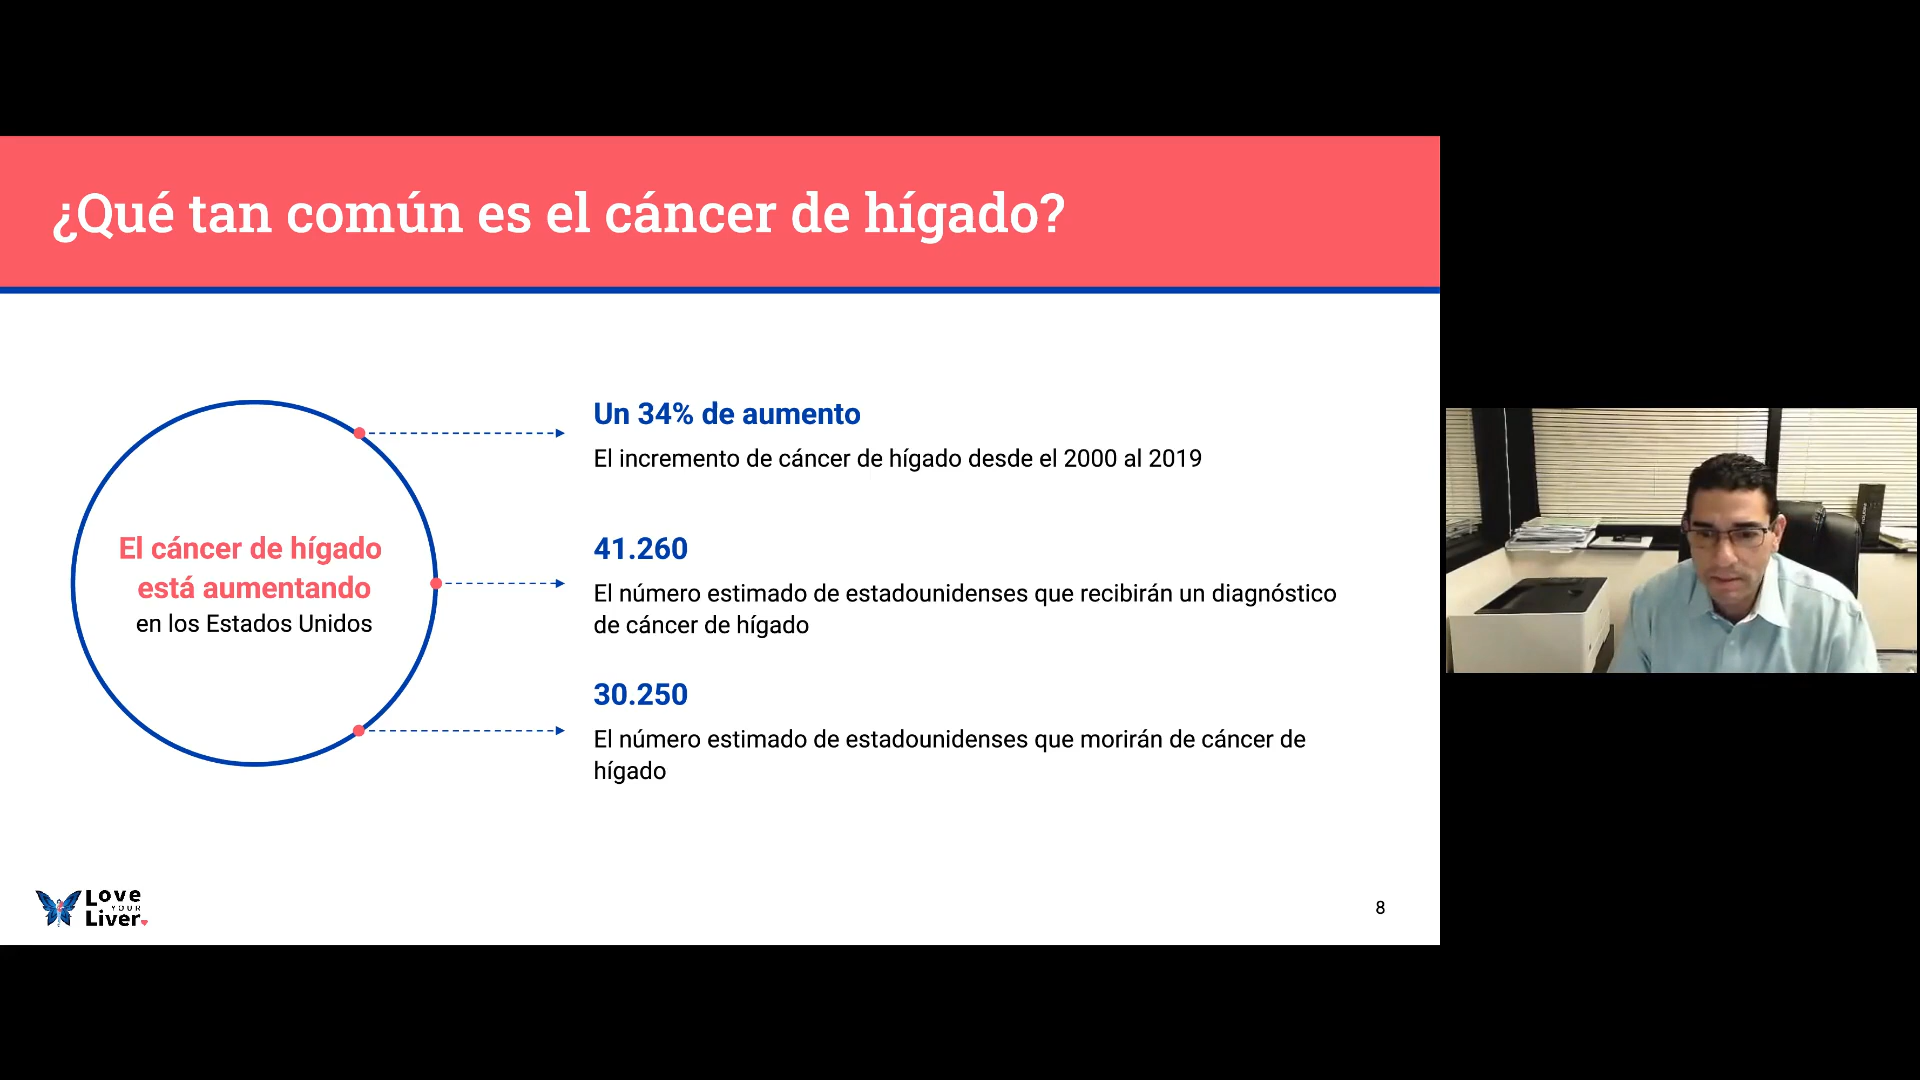 ¿Qué tan común es el cáncer de hígado?
El cáncer de hígado
está aumentando
en los Estados Unidos
Un 34% de aumento
El incremento de cáncer de hígado desde el 2000 al 2019
41.260
El número estimado de estadounidenses que recibirán un diagnóstico
de cáncer de hígado
30.250
El número estimado de estadounidenses que morirán de cáncer de
hígado
Love
YOUR
Liver
8